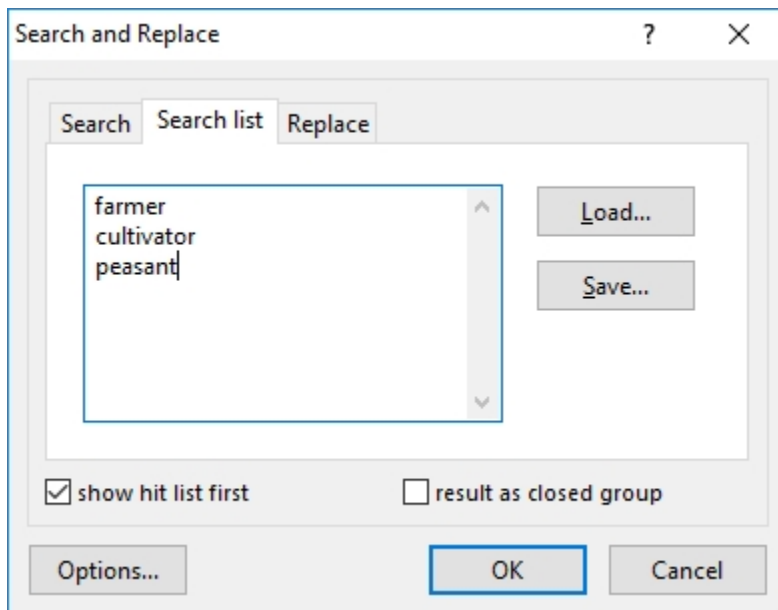 Search and Replace ?
Search Search list Replace
farmer
cultivator
peasant
Load...
Save...
show hit list first result as closed group
Options... OK Cancel